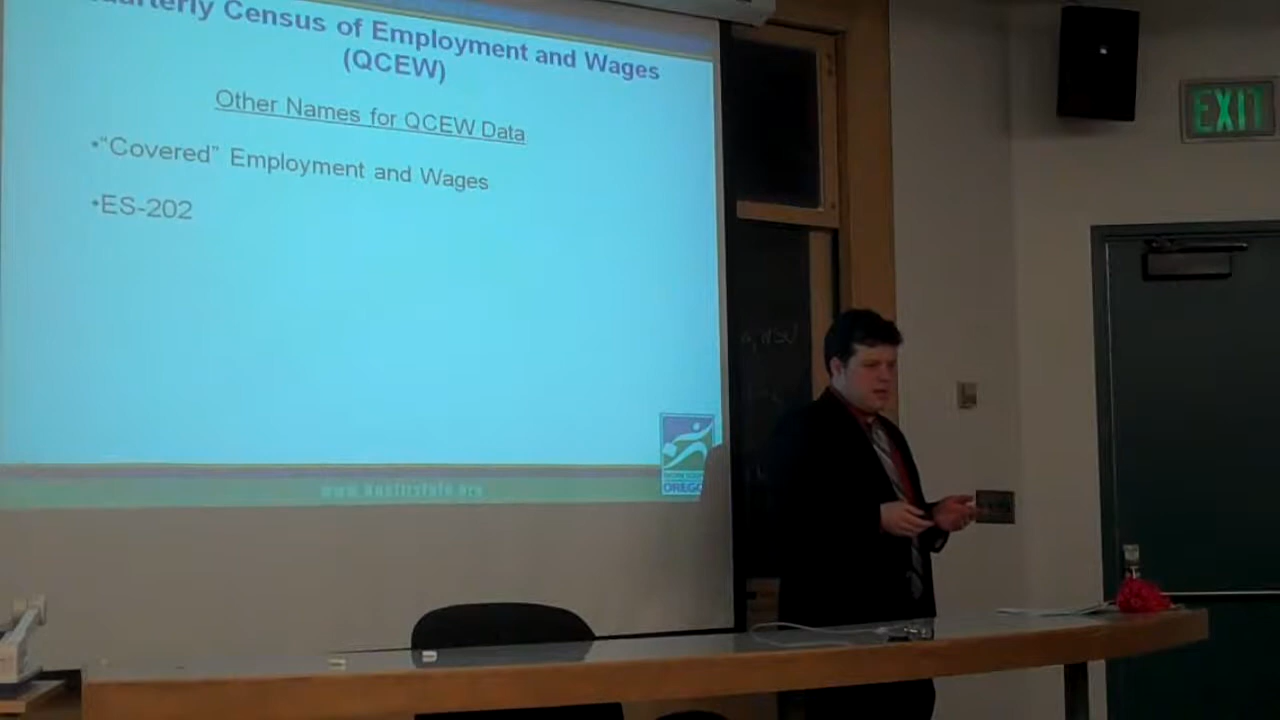 Quarterly Census of Employment and Wages
(QCEW)
Other Names for QCEW Data
•"Covered" Employment and Wages
•ES-202
EXIT